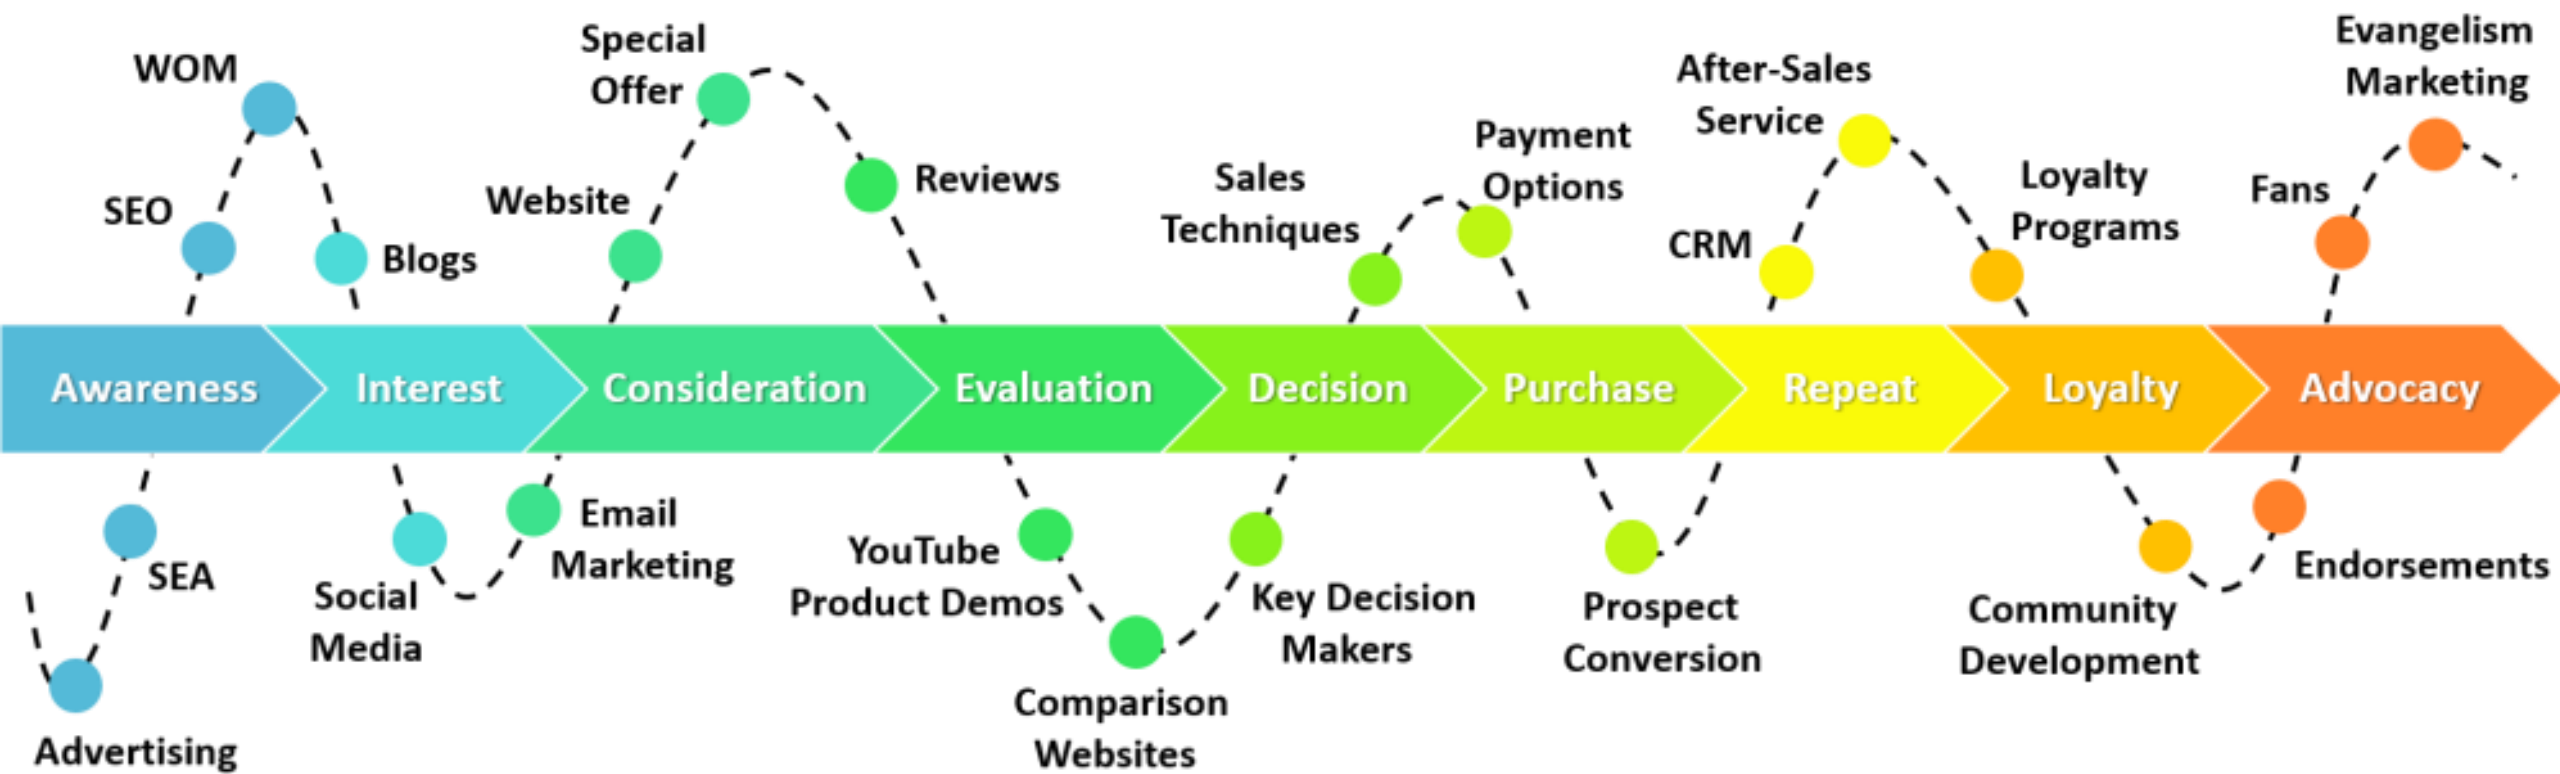 WOM
SEO
Blogs
Special
Offer
Website
Reviews
Sales
Techniques
Payment
Options
After-Sales
Service
CRM
Loyalty
Programs
Evangelism
Marketing
Fans
Awareness
Interest
Consideration
Evaluation
Decision
Purchase
Repeat
Loyalty
Advocacy
SEA
Advertising
Social
Media
Email
Marketing
YouTube
Product Demos
Comparison
Websites
Key Decision
Makers
Prospect
Conversion
Community
Development
Endorsements